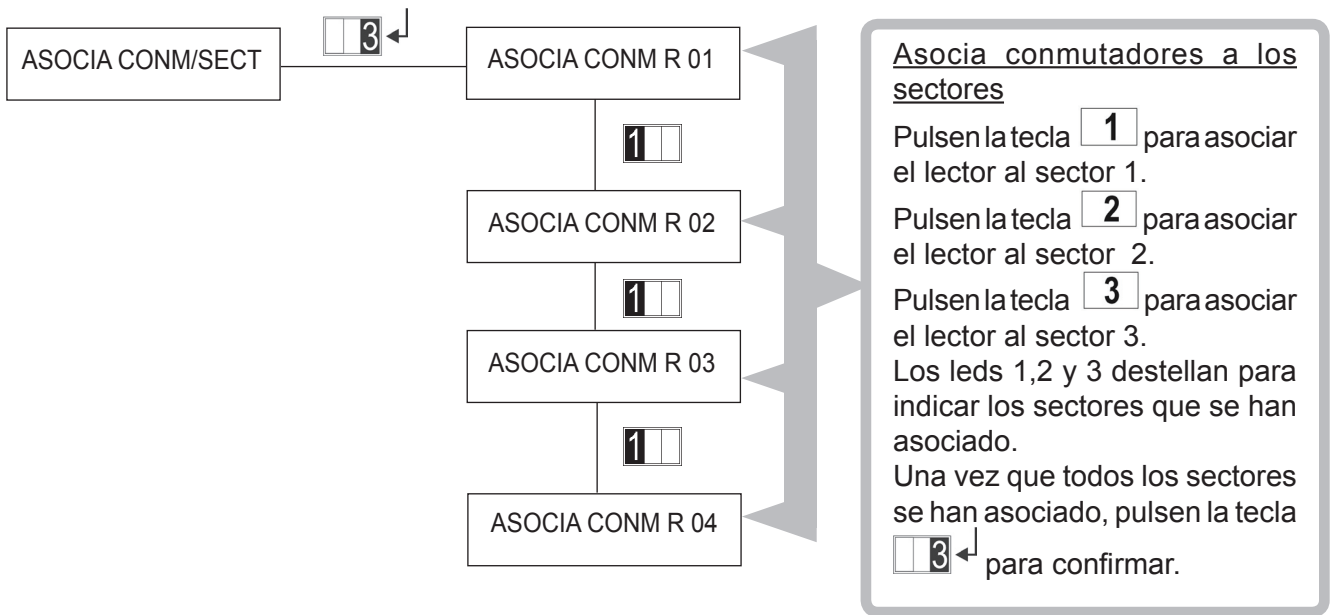 3
ASOCIA CONM/SECT
ASOCIA CONM R 01
1
ASOCIA CONM R 02
1
ASOCIA CONM R 03
1
ASOCIA CONM R 04
Asocia conmutadores a los
sectores
Pulsen la tecla 1 para asociar
el lector al sector 1.
Pulsen la tecla 2 para asociar
el lector al sector 2.
Pulsen la tecla 3 para asociar
el lector al sector 3.
Los leds 1,2 y 3 destellan para
indicar los sectores que se han
asociado.
Una vez que todos los sectores
se han asociado, pulsen la tecla
3 para confirmar.